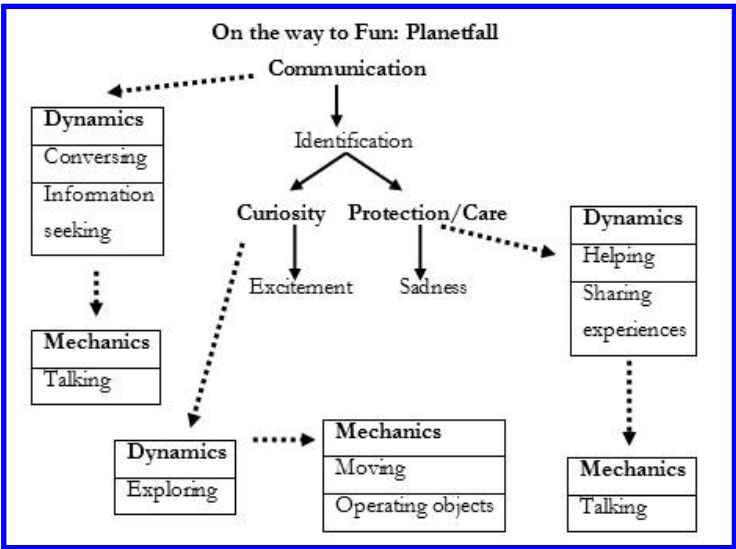 On the way to Fun: Planetfall
Communication
Dynamics
Conversing
Information
seeking
Identification
Curiosity
Protection/Care
Dynamics
Helping
Sharing
experiences
Excitement
Sadness
Mechanics
Talking
Dynamics
Exploring
Mechanics
Moving
Operating objects
Mechanics
Talking